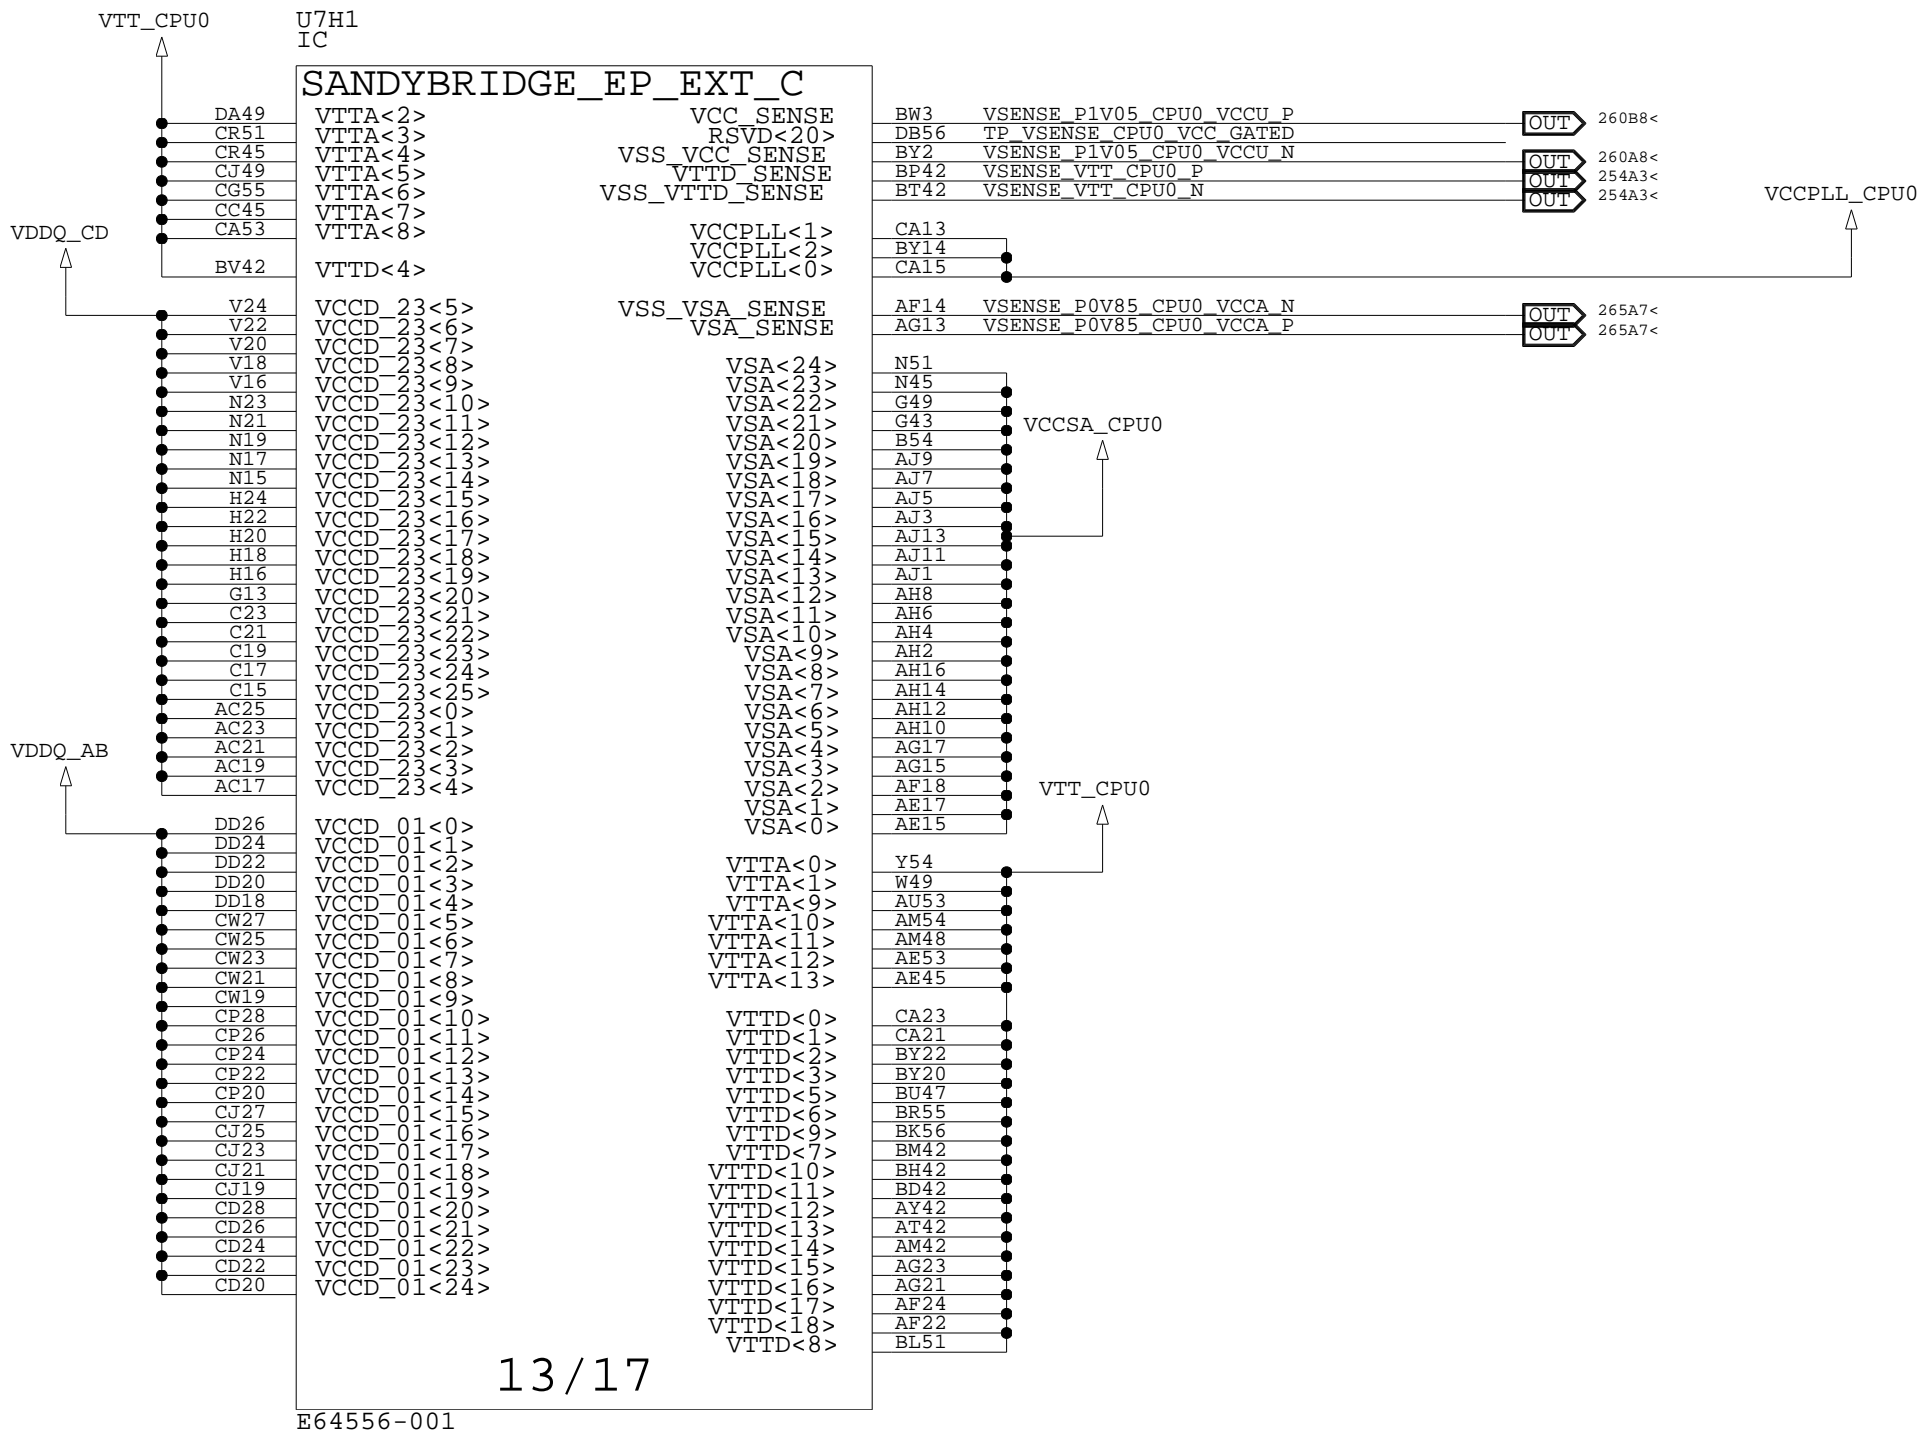 VTT_CPU0
U7H1
IC
SANDYBRIDGE_EP_EXT_C
DA49 VTTA<2> VCC_SENSE BW3 VSENSE_P1V05_CPU0_VCCU_P OUT 260B8<
CR51 VTTA<3> RSVD<20> DB56 TP_VSENSE_CPU0_VCC_GATED
CR45 VTTA<4> VSS_VCC_SENSE BY2 VSENSE_P1V05_CPU0_VCCU_N OUT 260A8<
CJ49 VTTA<5> VTTD_SENSE BP42 VSENSE_VTT_CPU0_P OUT 254A3<
CG55 VTTA<6> VSS_VTTD_SENSE BT42 VSENSE_VTT_CPU0_N OUT 254A3<
VCCPLL_CPU0
CC45 VTTA<7>
VDDQ_CD
CA53 VTTA<8> VCCPLL<1> CA13
VCCPLL<2> BY14
BV42 VTTD<4> VCCPLL<0> CA15
V24 VCCD_23<5> VSS_VSA_SENSE AF14 VSENSE_P0V85_CPU0_VCCA_N OUT 265A7<
V22 VCCD_23<6> VSA_SENSE AG13 VSENSE_P0V85_CPU0_VCCA_P OUT 265A7<
V20 VCCD_23<7>
V18 VCCD_23<8> VSA<24> N51
V16 VCCD_23<9> VSA<23> N45
N23 VCCD_23<10> VSA<22> G49
N21 VCCD_23<11> VSA<21> G43 VCCSA_CPU0
N19 VCCD_23<12> VSA<20> B54
N17 VCCD_23<13> VSA<19> AJ9
N15 VCCD_23<14> VSA<18> AJ7
H24 VCCD_23<15> VSA<17> AJ5
H22 VCCD_23<16> VSA<16> AJ3
H20 VCCD_23<17> VSA<15> AJ13
H18 VCCD_23<18> VSA<14> AJ11
H16 VCCD_23<19> VSA<13> AJ1
G13 VCCD_23<20> VSA<12> AH8
C23 VCCD_23<21> VSA<11> AH6
C21 VCCD_23<22> VSA<10> AH4
C19 VCCD_23<23> VSA<9> AH2
C17 VCCD_23<24> VSA<8> AH16
C15 VCCD_23<25> VSA<7> AH14
AC25 VCCD_23<0> VSA<6> AH12
AC23 VCCD_23<1> VSA<5> AH10
VDDQ_AB
AC21 VCCD_23<2> VSA<4> AG17
AC19 VCCD_23<3> VSA<3> AG15
AC17 VCCD_23<4> VSA<2> AF18 VTT_CPU0
VSA<1> AE17
DD26 VCCD_01<0> VSA<0> AE15
DD24 VCCD_01<1>
DD22 VCCD_01<2> VTTA<0> Y54
DD20 VCCD_01<3> VTTA<1> W49
DD18 VCCD_01<4> VTTA<9> AU53
CW27 VCCD_01<5> VTTA<10> AM54
CW25 VCCD_01<6> VTTA<11> AM48
CW23 VCCD_01<7> VTTA<12> AE53
CW21 VCCD_01<8> VTTA<13> AE45
CW19 VCCD_01<9>
CP28 VCCD_01<10> VTTD<0> CA23
CP26 VCCD_01<11> VTTD<1> CA21
CP24 VCCD_01<12> VTTD<2> BY22
CP22 VCCD_01<13> VTTD<3> BY20
CP20 VCCD_01<14> VTTD<5> BU47
CJ27 VCCD_01<15> VTTD<6> BR55
CJ25 VCCD_01<16> VTTD<9> BK56
CJ23 VCCD_01<17> VTTD<7> BM42
CJ21 VCCD_01<18> VTTD<10> BH42
CJ19 VCCD_01<19> VTTD<11> BD42
CD28 VCCD_01<20> VTTD<12> AY42
CD26 VCCD_01<21> VTTD<13> AT42
CD24 VCCD_01<22> VTTD<14> AM42
CD22 VCCD_01<23> VTTD<15> AG23
CD20 VCCD_01<24> VTTD<16> AG21
VTTD<17> AF24
VTTD<18> AF22
VTTD<8> BL51
13/17
E64556-001